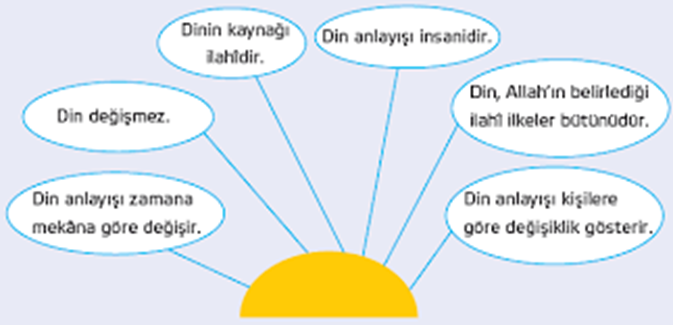 Dinin kaynağı
ilahîdir.
Din anlayışı insanidir.
Din değişmez.
Din, Allah'ın belirlediği
ilahî ilkeler bütünüdür.
Din anlayışı zamana
mekâna göre değişir.
Din anlayışı kişilere
göre değişiklik gösterir.